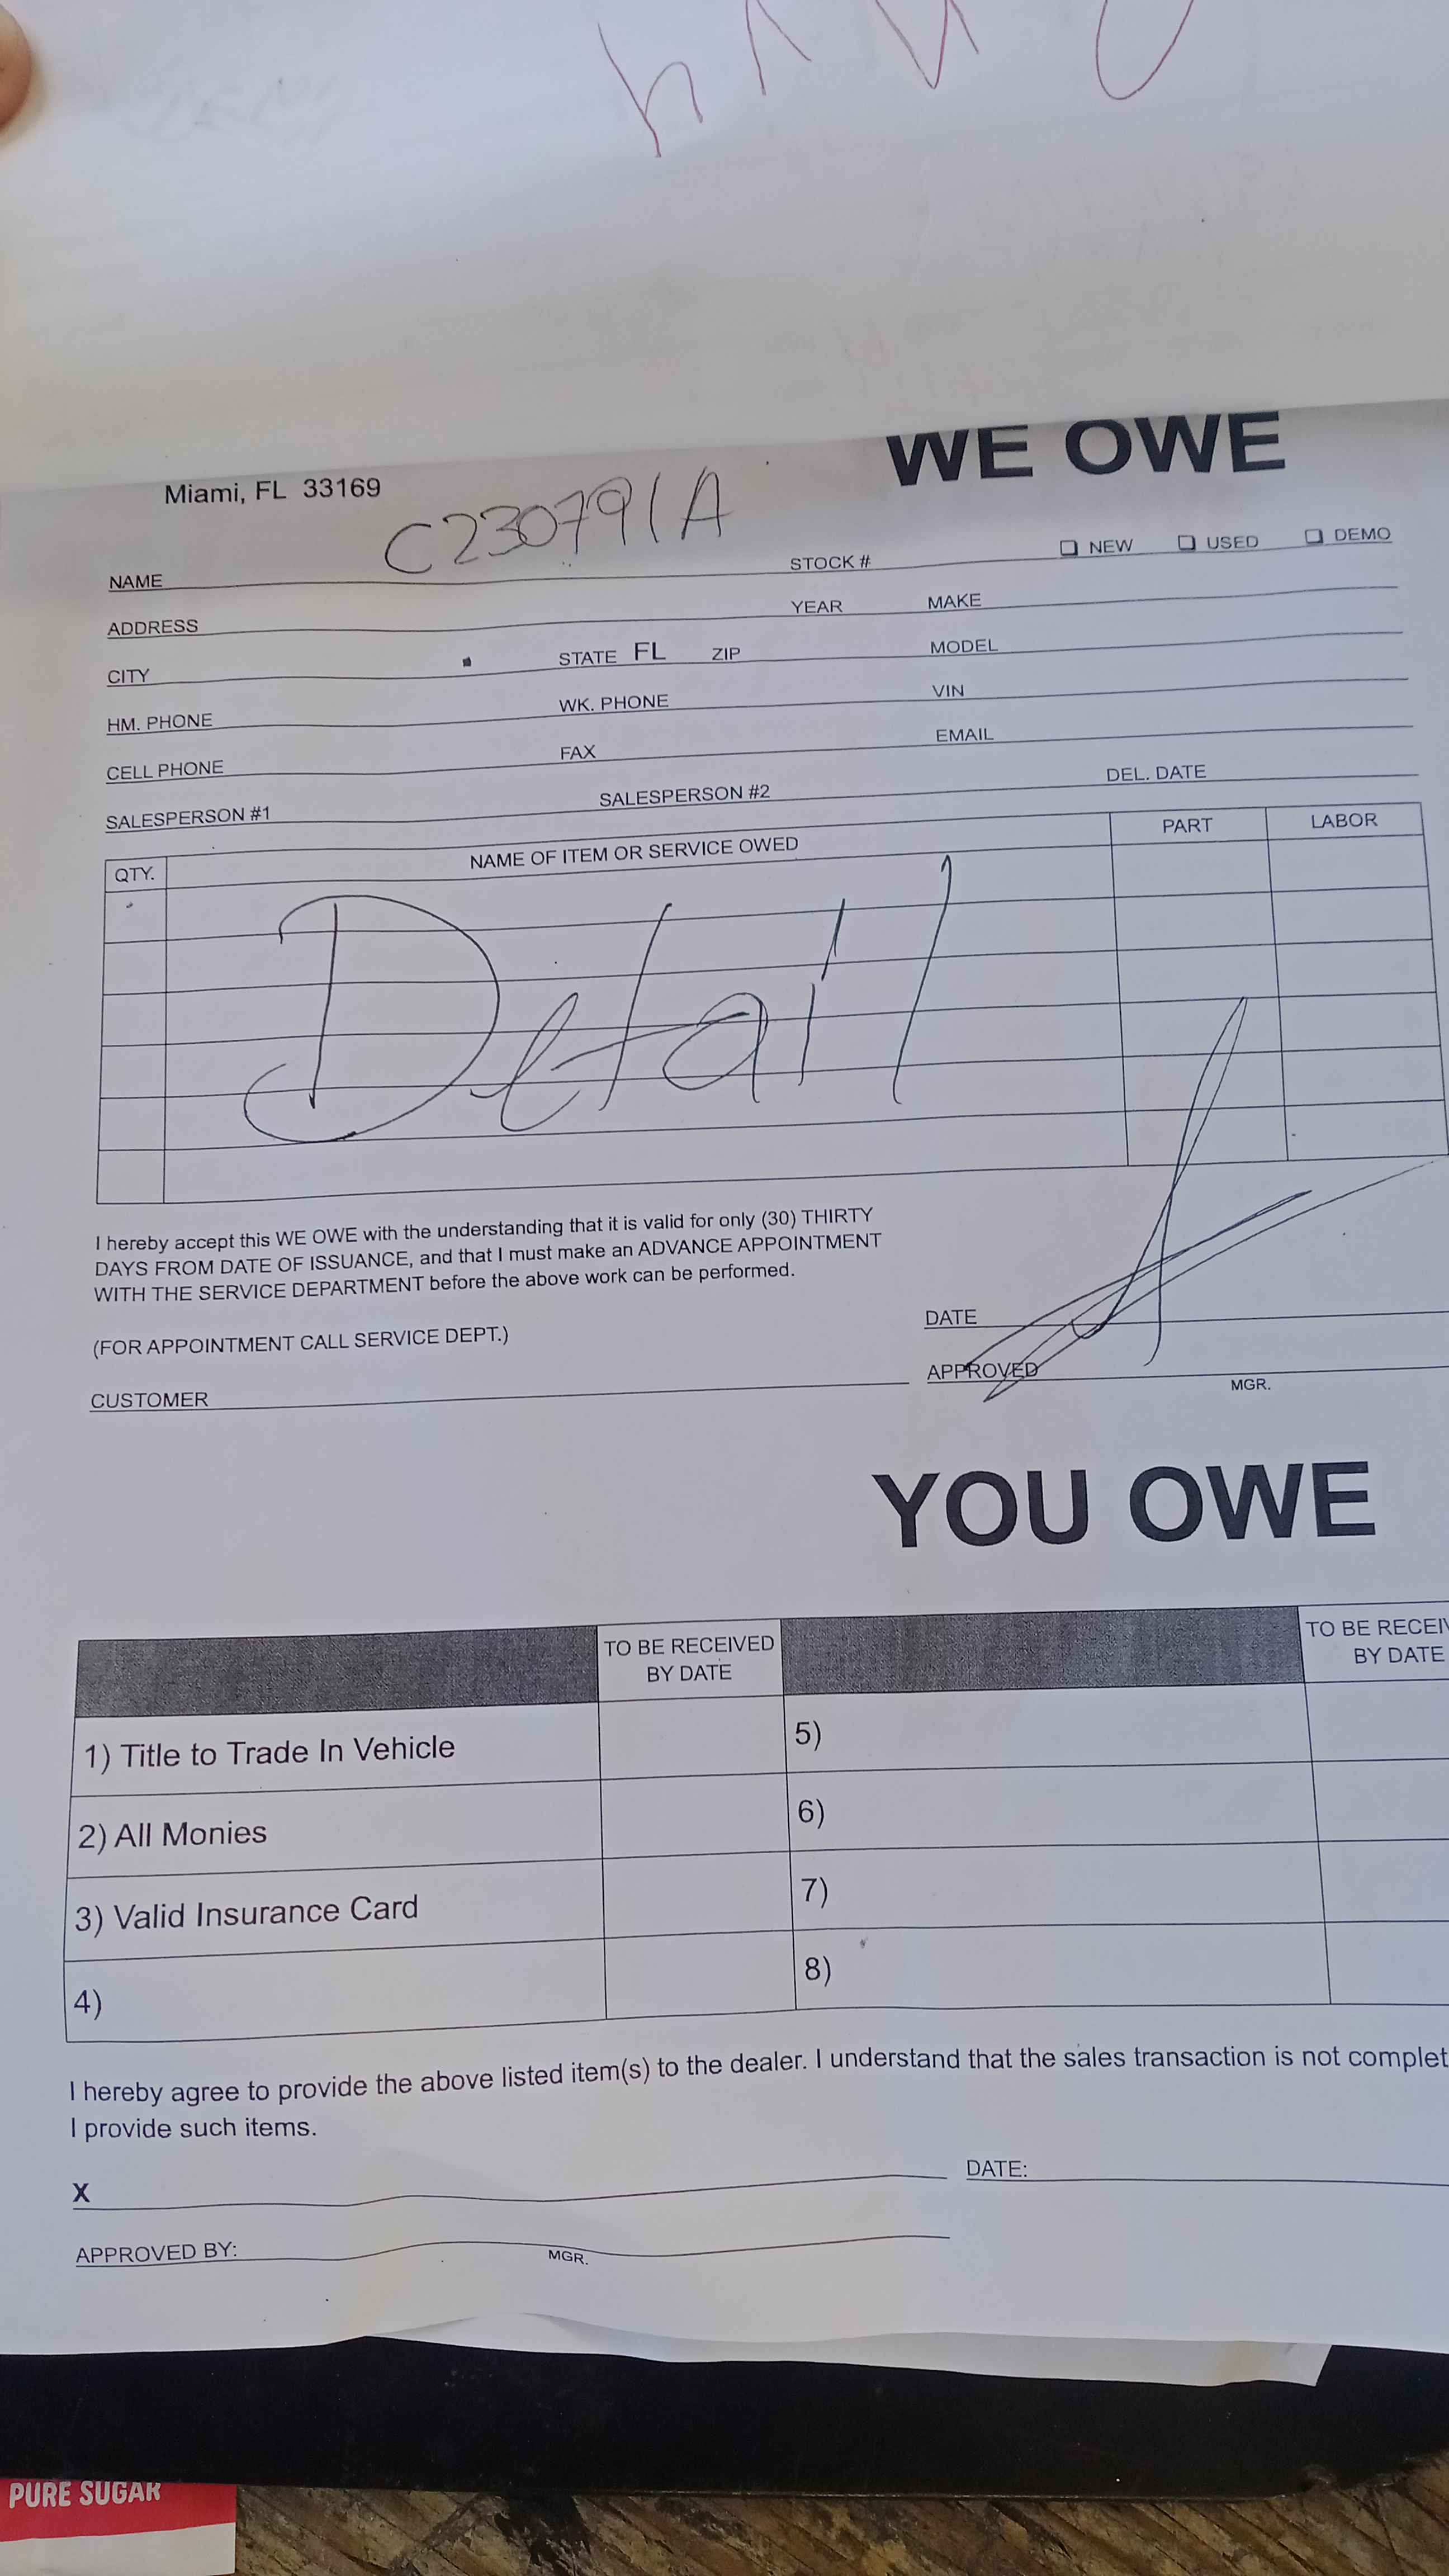 WE OWE
Miami, FL 33169
C230791A
NAME STOCK # ❏ NEW ❏ USED ❏ DEMO
ADDRESS YEAR MAKE
CITY STATE FL ZIP MODEL
HM. PHONE WK. PHONE VIN
CELL PHONE FAX EMAIL
SALESPERSON #1 SALESPERSON #2 DEL. DATE
QTY. NAME OF ITEM OR SERVICE OWED PART LABOR
Detail
I hereby accept this WE OWE with the understanding that it is valid for only (30) THIRTY
DAYS FROM DATE OF ISSUANCE, and that I must make an ADVANCE APPOINTMENT
WITH THE SERVICE DEPARTMENT before the above work can be performed.
DATE
(FOR APPOINTMENT CALL SERVICE DEPT.)
APPROVED
MGR.
CUSTOMER
YOU OWE
TO BE RECEIVED
BY DATE
TO BE RECEIV
BY DATE
1) Title to Trade In Vehicle 5)
2) All Monies 6)
3) Valid Insurance Card 7)
4) 8)
I hereby agree to provide the above listed item(s) to the dealer. I understand that the sales transaction is not complet
I provide such items.
X DATE:
APPROVED BY: MGR.
PURE SUGAR